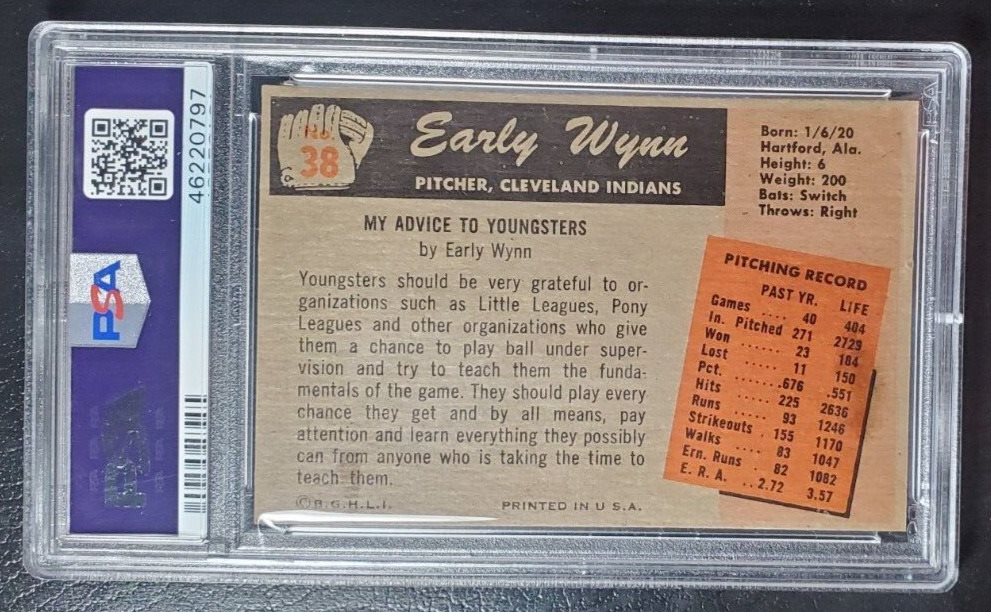 46220797
PSA
No.
38
Early Wynn
PITCHER, CLEVELAND INDIANS
Born: 1/6/20
Hartford, Ala.
Height: 6
Weight: 200
Bats: Switch
Throws: Right
MY ADVICE TO YOUNGSTERS
by Early Wynn
Youngsters should be very grateful to or-
ganizations such as Little Leagues, Pony
Leagues and other organizations who give
them a chance to play ball under super-
vision and try to teach them the funda-
mentals of the game. They should play every
chance they get and by all means, pay
attention and learn everything they possibly
can from anyone who is taking the time to
teach them.
PITCHING RECORD
PAST YR. LIFE
Games .... 40 404
In. Pitched 271 2729
Won ...... 23 184
Lost ...... 11 150
Pct. ...... .676 .551
Hits ..... 225 2636
Runs ..... 93 1246
Strikeouts . 155 1170
Walks .... 83 1047
Ern. Runs . 82 1082
E. R. A. .. 2.72 3.57
©B.G.H.L.I.
PRINTED IN U S.A.
PSA